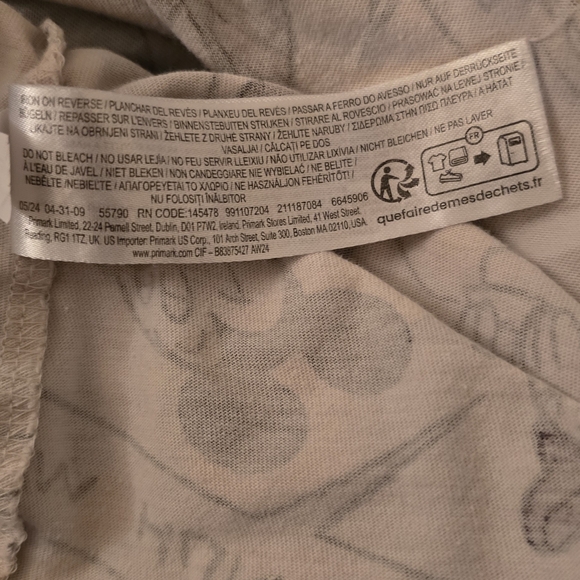 IRON ON REVERSE / PLANCHAR DEL REVÉS / PLANXEU DEL REVÉS / PASSAR A FERRO DO AVESSO / NUR AUF DERRÜCKSEITE
BÜGELN / REPASSER SUR L'ENVERS / BINNENSTEBUITEN STRIJKEN / STIRARE AL ROVESCIO / PRASOWAĆ NA LEWEJ STRONIE /
LIKAJTE NA OBRNJENI STRANI / ŽEHLETE Z DRUHÉ STRANY / ŽEHLITE NARUBY / ΣΙΔΕΡΩΜΑ ΣΤΗΝ ΠΙΣΩ ΠΛΕΥΡΑ / A HÁTÁT
VASALJA! / CĂLCAȚI PE DOS
DO NOT BLEACH / NO USAR LEJÍA / NO FEU SERVIR LLEIXIU / NÃO UTILIZAR LIXÍVIA / NICHT BLEICHEN / NE PAS LAVER
À L'EAU DE JAVEL / NIET BLEKEN / NON CANDEGGIARE NIE WYBIELAĆ / NE BELITE /
NEBĚLTE / NEBIELETE / ΑΠΑΓΟΡΕΥΕΤΑΙ ΤΟ ΧΛΩΡΙΟ / NE HASZNÁLJON FEHÉRÍTŐT! /
NU FOLOSIȚI ÎNĂLBITOR
05/24 04-31-09 55790 RN CODE:145478 991107204 211187084 6645906
Primark Limited, 22-24 Parnell Street, Dublin, D01 P7W2, Ireland. Primark Stores Limited, 41 West Street,
Reading, RG1 1TZ, UK. US Importer: Primark US Corp., 101 Arch Street, Suite 300, Boston MA 02110, USA.
www.primark.com CIF – B83875427 AW24
FR
quefairedemesdechets.fr